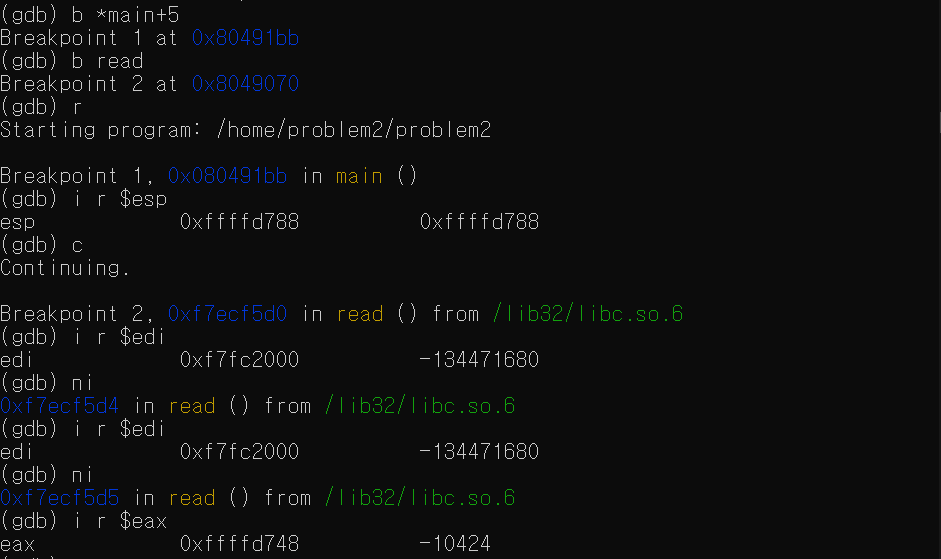 (gdb) b *main+5
Breakpoint 1 at 0x80491bb
(gdb) b read
Breakpoint 2 at 0x8049070
(gdb) r
Starting program: /home/problem2/problem2
Breakpoint 1, 0x080491bb in main ()
(gdb) i r $esp
esp 0xffffd788 0xffffd788
(gdb) c
Continuing.
Breakpoint 2, 0xf7ecf5d0 in read () from /lib32/libc.so.6
(gdb) i r $edi
edi 0xf7fc2000 -134471680
(gdb) ni
0xf7ecf5d4 in read () from /lib32/libc.so.6
(gdb) i r $edi
edi 0xf7fc2000 -134471680
(gdb) ni
0xf7ecf5d5 in read () from /lib32/libc.so.6
(gdb) i r $eax
eax 0xffffd748 -10424